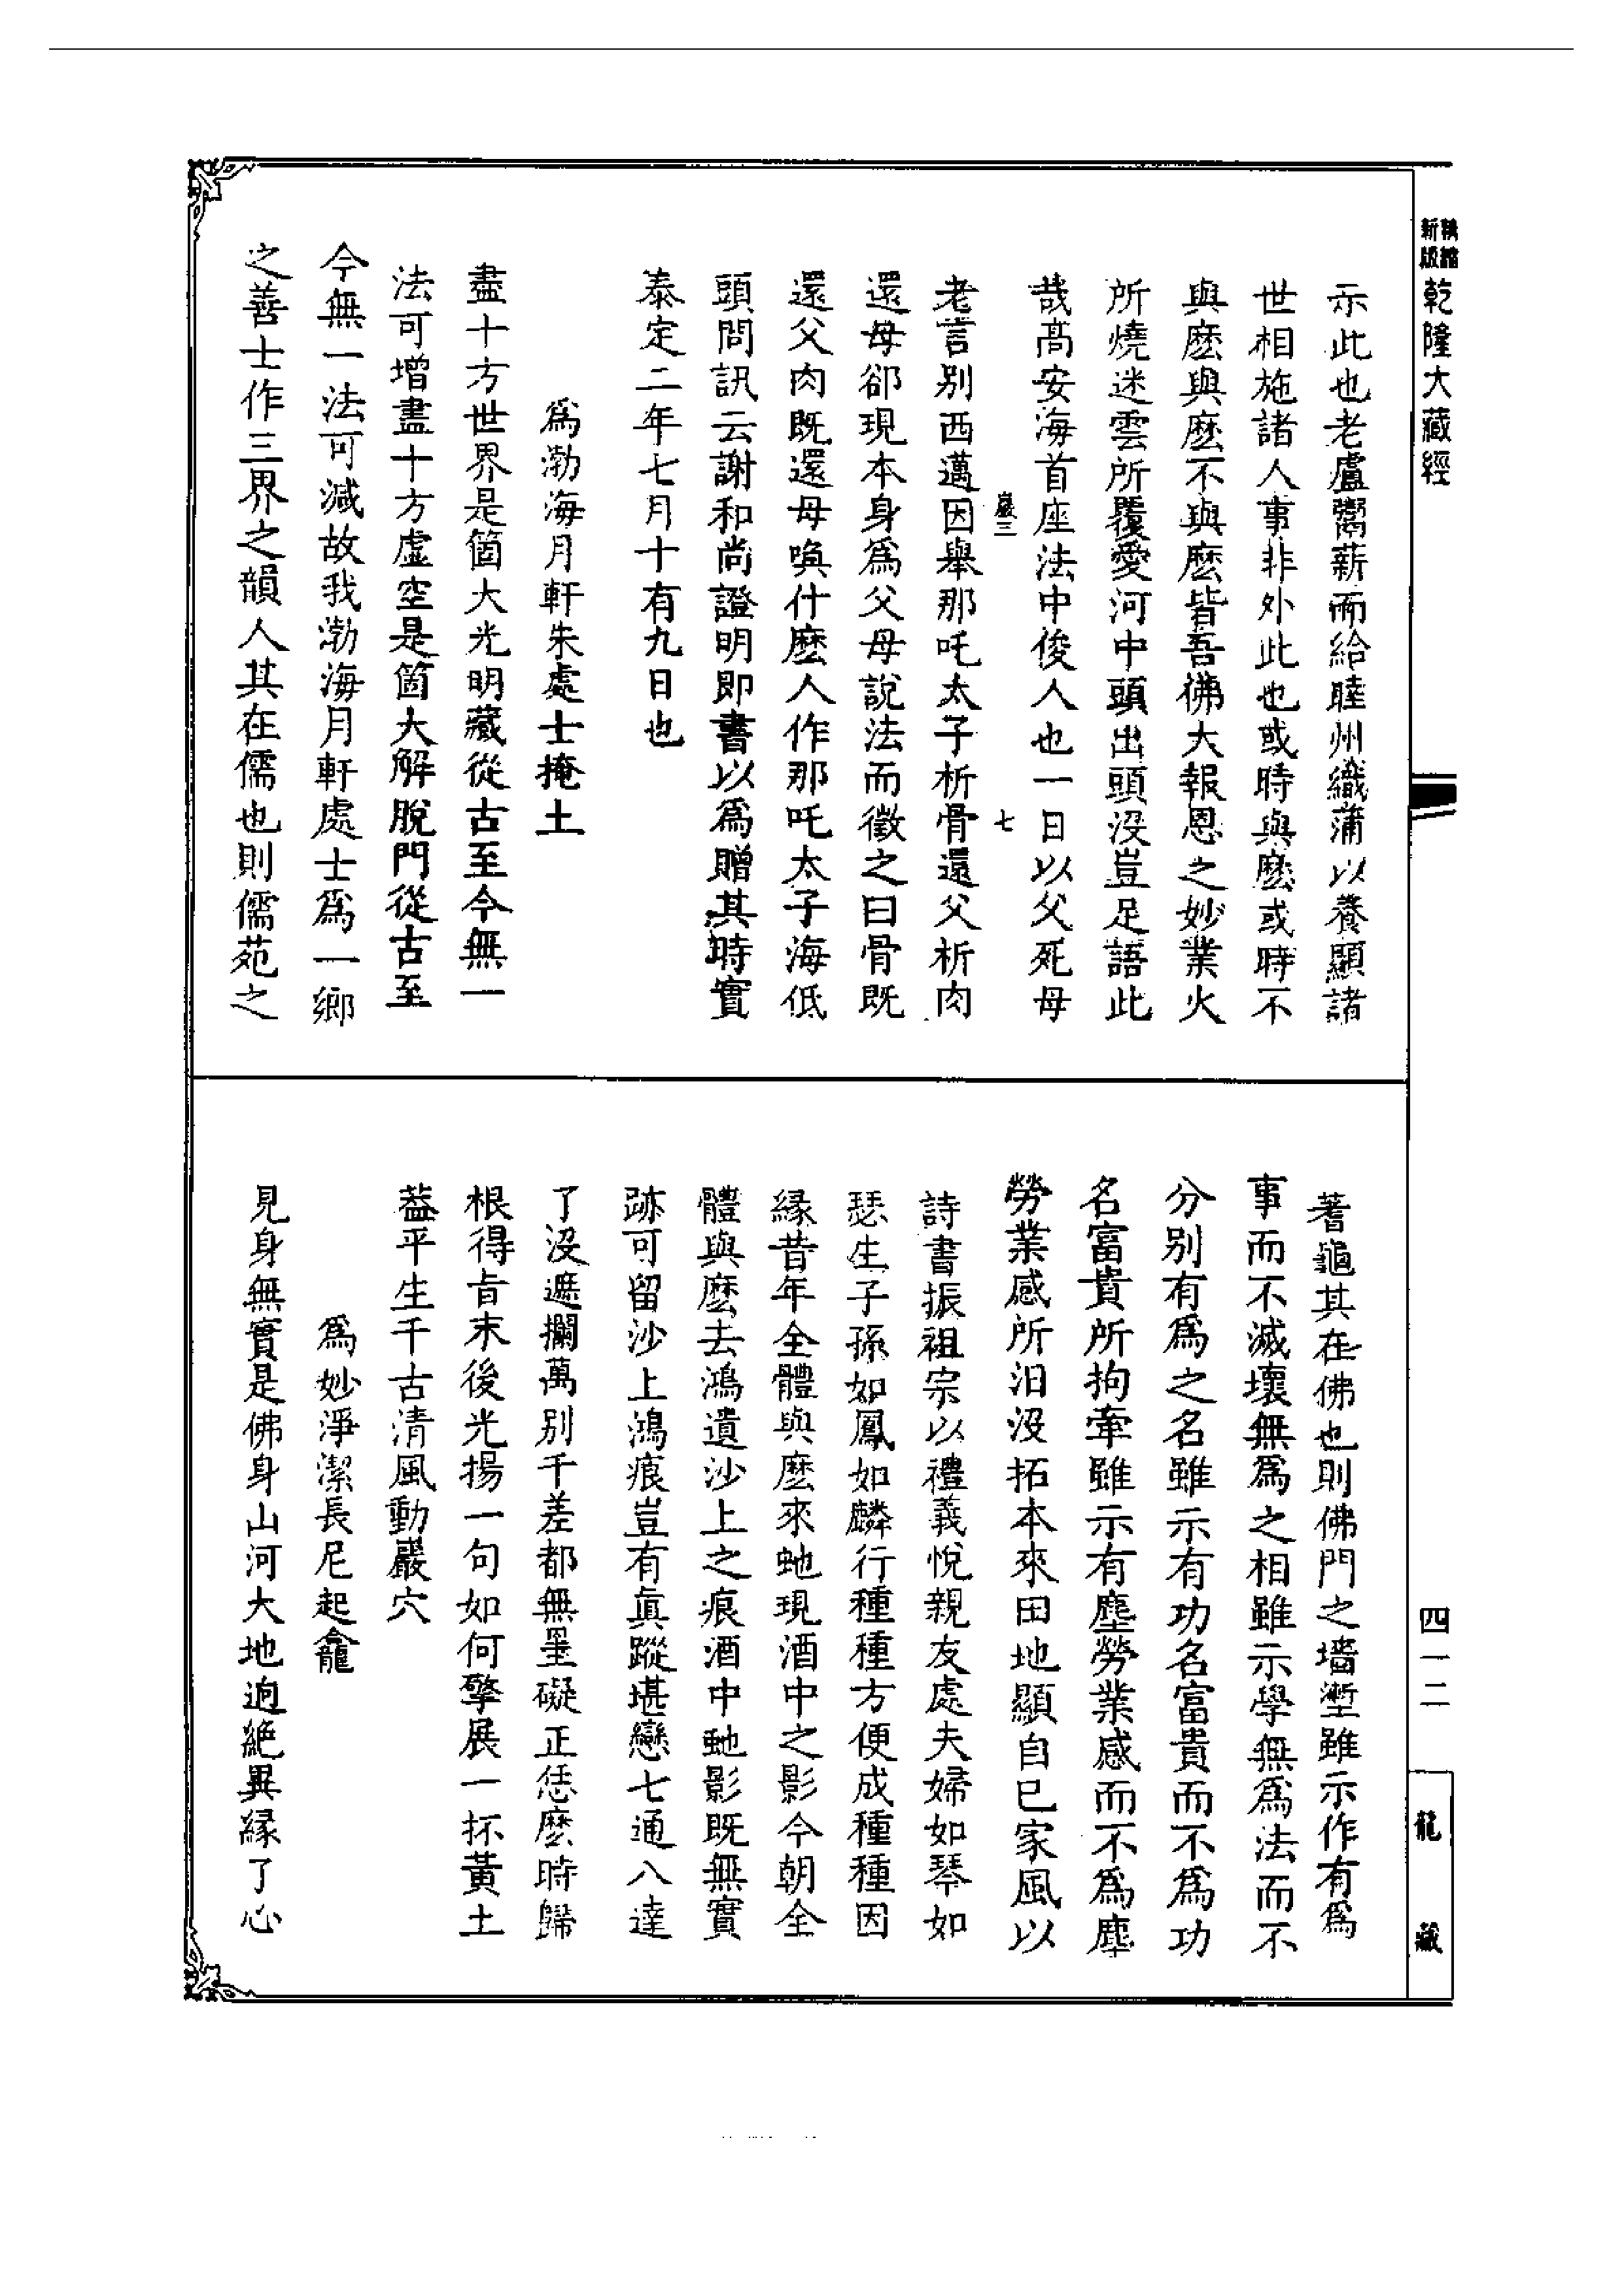 精縮新版乾隆大藏經
示此也老盧鬻薪而給睦州織蒲以養顯諸
世相施諸人事非外此也或時與麽或時不
與麽與麽不與麽皆吾佛大報恩之妙業火
所燒迷雲所覆愛河中頭出頭沒豈足語此
哉高安海首座法中俊人也一日以父死母
巖三 七
老言別西邁因舉那吒太子析骨還父析肉
還母卻現本身爲父母說法而徵之曰骨既
還父肉既還母喚什麽人作那吒太子海低
頭問訊云謝和尚證明即書以爲贈其時實
泰定二年七月十有九日也
爲渤海月軒朱處士掩土
盡十方世界是箇大光明藏從古至今無一
法可增盡十方虛空是箇大解脫門從古至
今無一法可減故我渤海月軒處士爲一鄉
之善士作三界之韻人其在儒也則儒苑之
蓍龜其在佛也則佛門之墻塹雖示作有爲
事而不滅壞無爲之相雖示學無爲法而不
分別有爲之名雖示有功名富貴而不爲功
名富貴所拘牽雖示有塵勞業感而不爲塵
勞業感所汩沒拓本來田地顯自已家風以
詩書振祖宗以禮義悅親友處夫婦如琴如
瑟生子孫如鳳如麟行種種方便成種種因
緣昔年全體與麽來虵現酒中之影今朝全
體與麽去鴻遺沙上之痕酒中虵影既無實
跡可留沙上鴻痕豈有眞蹤堪戀七通八達
了沒遮攔萬別千差都無罣礙正恁麽時歸
根得旨末後光揚一句如何擎展一抔黃土
葢平生千古清風動巖穴
爲妙淨潔長尼起龕
見身無實是佛身山河大地逈絕異緣了心
四一二
龍藏